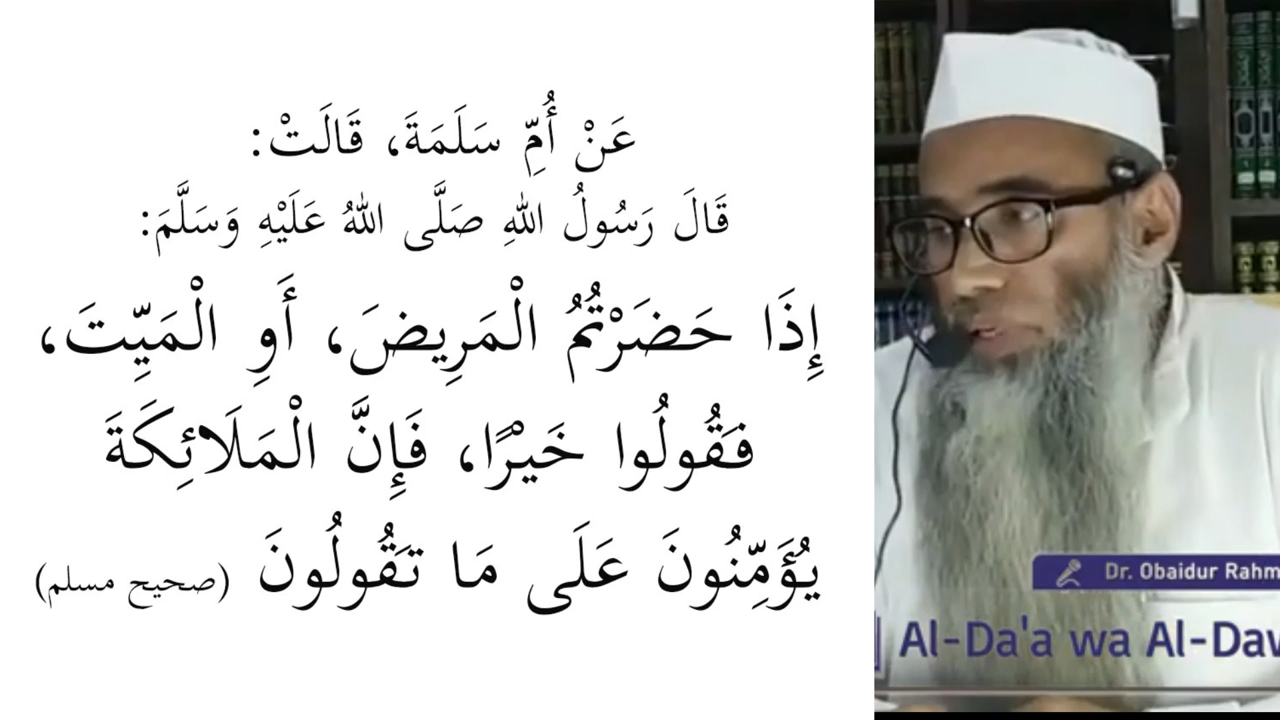 عَنْ أُمِّ سَلَمَةَ، قَالَتْ:
قَالَ رَسُولُ اللهِ صَلَّى اللهُ عَلَيْهِ وَسَلَّمَ:
إِذَا حَضَرْتُمُ الْمَرِيضَ، أَوِ الْمَيِّتَ،
فَقُولُوا خَيْرًا، فَإِنَّ الْمَلَائِكَةَ
يُؤَمِّنُونَ عَلَى مَا تَقُولُونَ (صحيح مسلم)
Dr. Obaidur Rahm
Al-Da'a wa Al-Daw